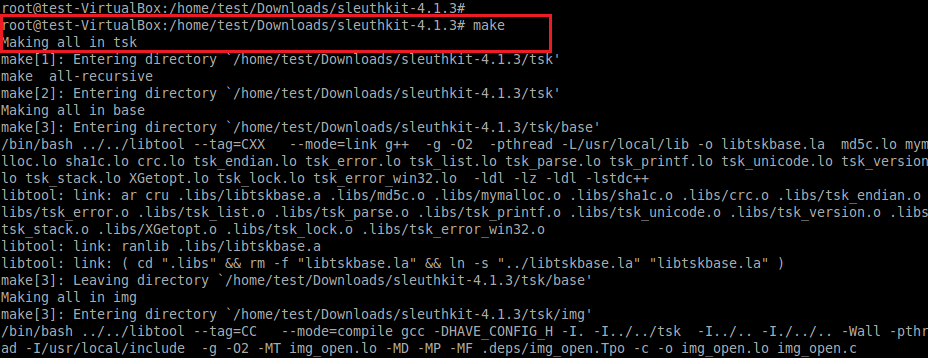 root@test-VirtualBox:/home/test/Downloads/sleuthkit-4.1.3#
root@test-VirtualBox:/home/test/Downloads/sleuthkit-4.1.3# make
Making all in tsk
make[1]: Entering directory `/home/test/Downloads/sleuthkit-4.1.3/tsk'
make  all-recursive
make[2]: Entering directory `/home/test/Downloads/sleuthkit-4.1.3/tsk'
Making all in base
make[3]: Entering directory `/home/test/Downloads/sleuthkit-4.1.3/tsk/base'
/bin/bash ../../libtool --tag=CXX   --mode=link g++  -g -O2  -pthread -L/usr/local/lib -o libtskbase.la  md5c.lo mym
lloc.lo sha1c.lo crc.lo tsk_endian.lo tsk_error.lo tsk_list.lo tsk_parse.lo tsk_printf.lo tsk_unicode.lo tsk_version
lo tsk_stack.lo XGetopt.lo tsk_lock.lo tsk_error_win32.lo  -ldl -lz -ldl -lstdc++
libtool: link: ar cru .libs/libtskbase.a .libs/md5c.o .libs/mymalloc.o .libs/sha1c.o .libs/crc.o .libs/tsk_endian.o
libs/tsk_error.o .libs/tsk_list.o .libs/tsk_parse.o .libs/tsk_printf.o .libs/tsk_unicode.o .libs/tsk_version.o .libs
tsk_stack.o .libs/XGetopt.o .libs/tsk_lock.o .libs/tsk_error_win32.o
libtool: link: ranlib .libs/libtskbase.a
libtool: link: ( cd ".libs" && rm -f "libtskbase.la" && ln -s "../libtskbase.la" "libtskbase.la" )
make[3]: Leaving directory `/home/test/Downloads/sleuthkit-4.1.3/tsk/base'
Making all in img
make[3]: Entering directory `/home/test/Downloads/sleuthkit-4.1.3/tsk/img'
/bin/bash ../../libtool --tag=CC   --mode=compile gcc -DHAVE_CONFIG_H -I. -I../../tsk  -I../.. -I./../.. -Wall -pthr
ad -I/usr/local/include  -g -O2 -MT img_open.lo -MD -MP -MF .deps/img_open.Tpo -c -o img_open.lo img_open.c